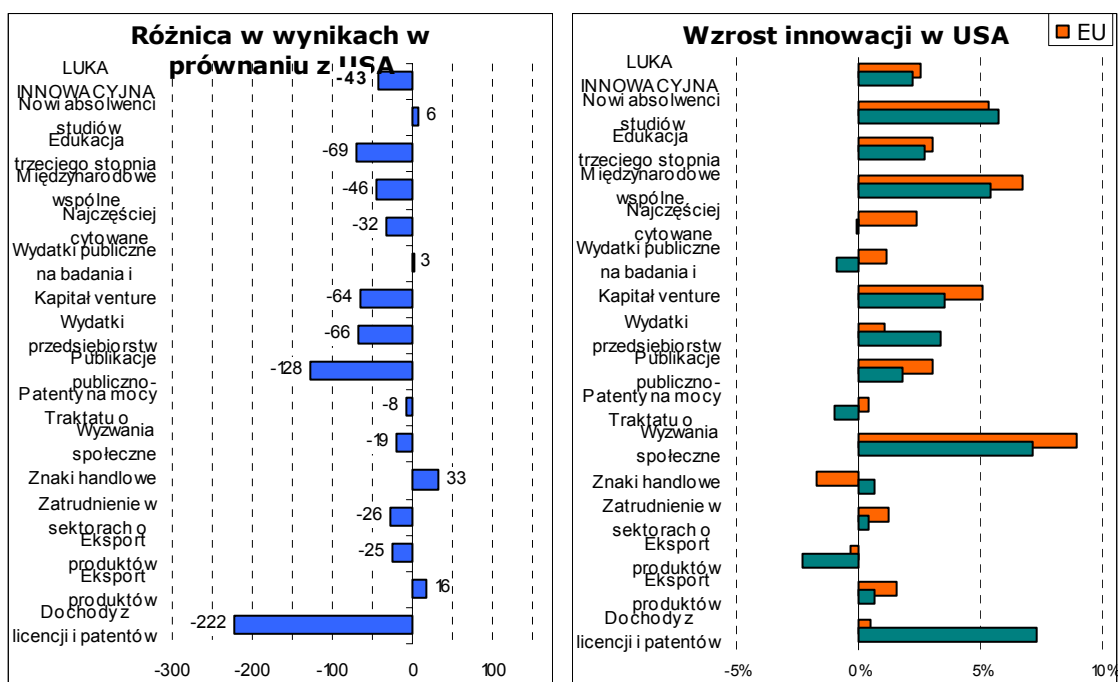 Różnica w wynikach w
prównaniu z USA
LUKA
INNOWACYJNA
Nowi absolwenci
studiów
Edukacja
trzeciego stopnia
Międzynarodowe
wspólne
Najczęściej
cytowane
Wydatki publiczne
na badania i
Kapitał venture
Wydatki
przedsiębiorstw
Publikacje
publiczno-
Patenty na mocy
Traktatu o
Wyzwania
społeczne
Znaki handlowe
Zatrudnienie w
sektorach o
Eksport
produktów
Eksport
produktów
Dochody z
licencji i patentów
-43
6
-69
-46
-32
3
-64
-66
-128
-8
-19
33
-26
-25
16
-222
-300 -200 -100 0 100
Wzrost innowacji w USA
EU
LUKA
INNOWACYJNA
Nowi absolwenci
studiów
Edukacja
trzeciego stopnia
Międzynarodowe
wspólne
Najczęściej
cytowane
Wydatki publiczne
na badania i
Kapitał venture
Wydatki
przedsiębiorstw
Publikacje
publiczno-
Patenty na mocy
Traktatu o
Wyzwania
społeczne
Znaki handlowe
Zatrudnienie w
sektorach o
Eksport
produktów
Eksport
produktów
Dochody z
licencji i patentów
-5% 0% 5% 10%